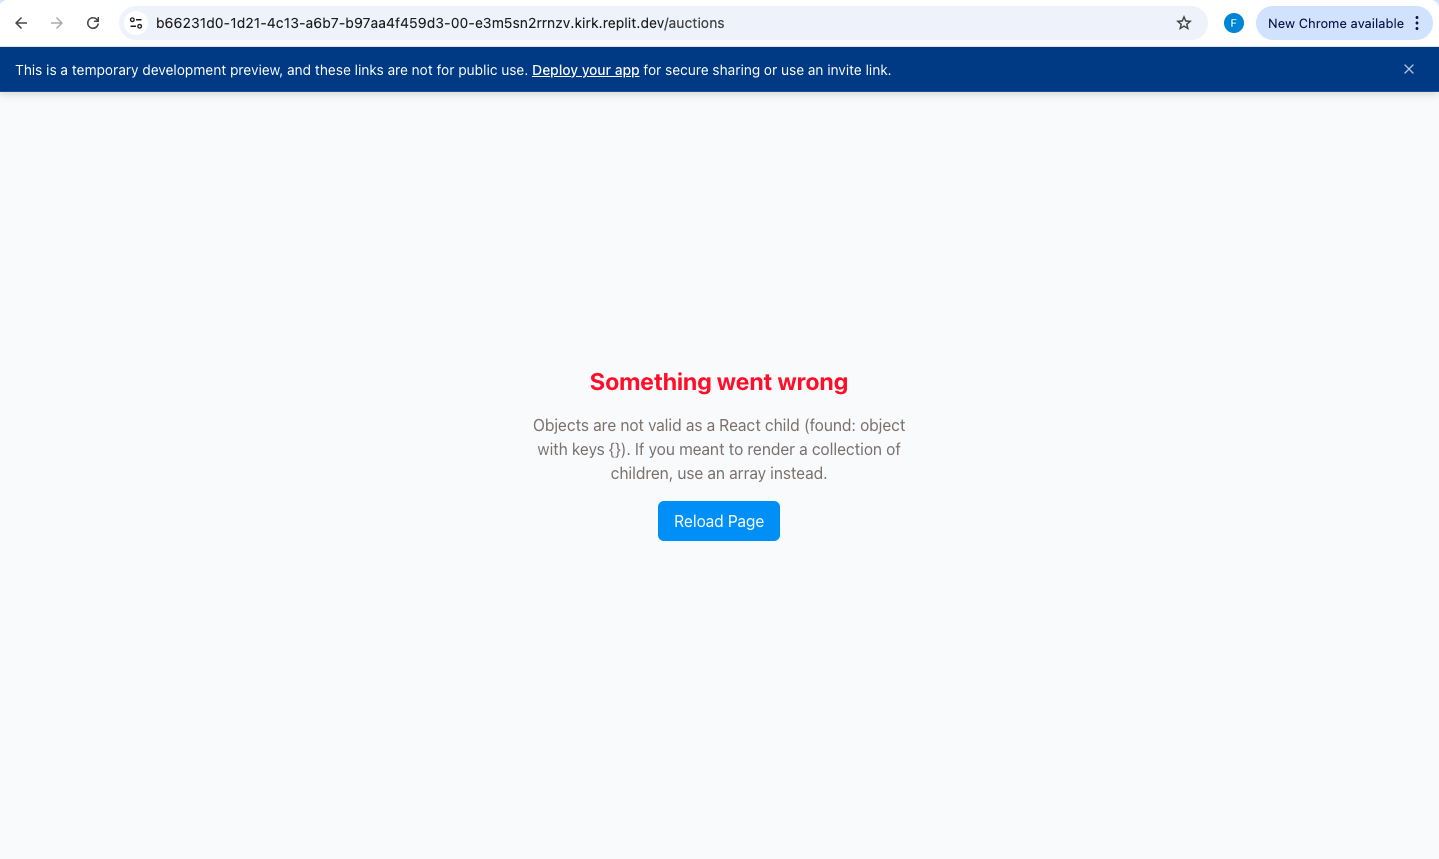 b66231d0-1d21-4c13-a6b7-b97aa4f459d3-00-e3m5sn2rrnzv.kirk.replit.dev/auctions
F
New Chrome available
This is a temporary development preview, and these links are not for public use. Deploy your app for secure sharing or use an invite link.
Something went wrong
Objects are not valid as a React child (found: object
with keys {}). If you meant to render a collection of
children, use an array instead.
Reload Page